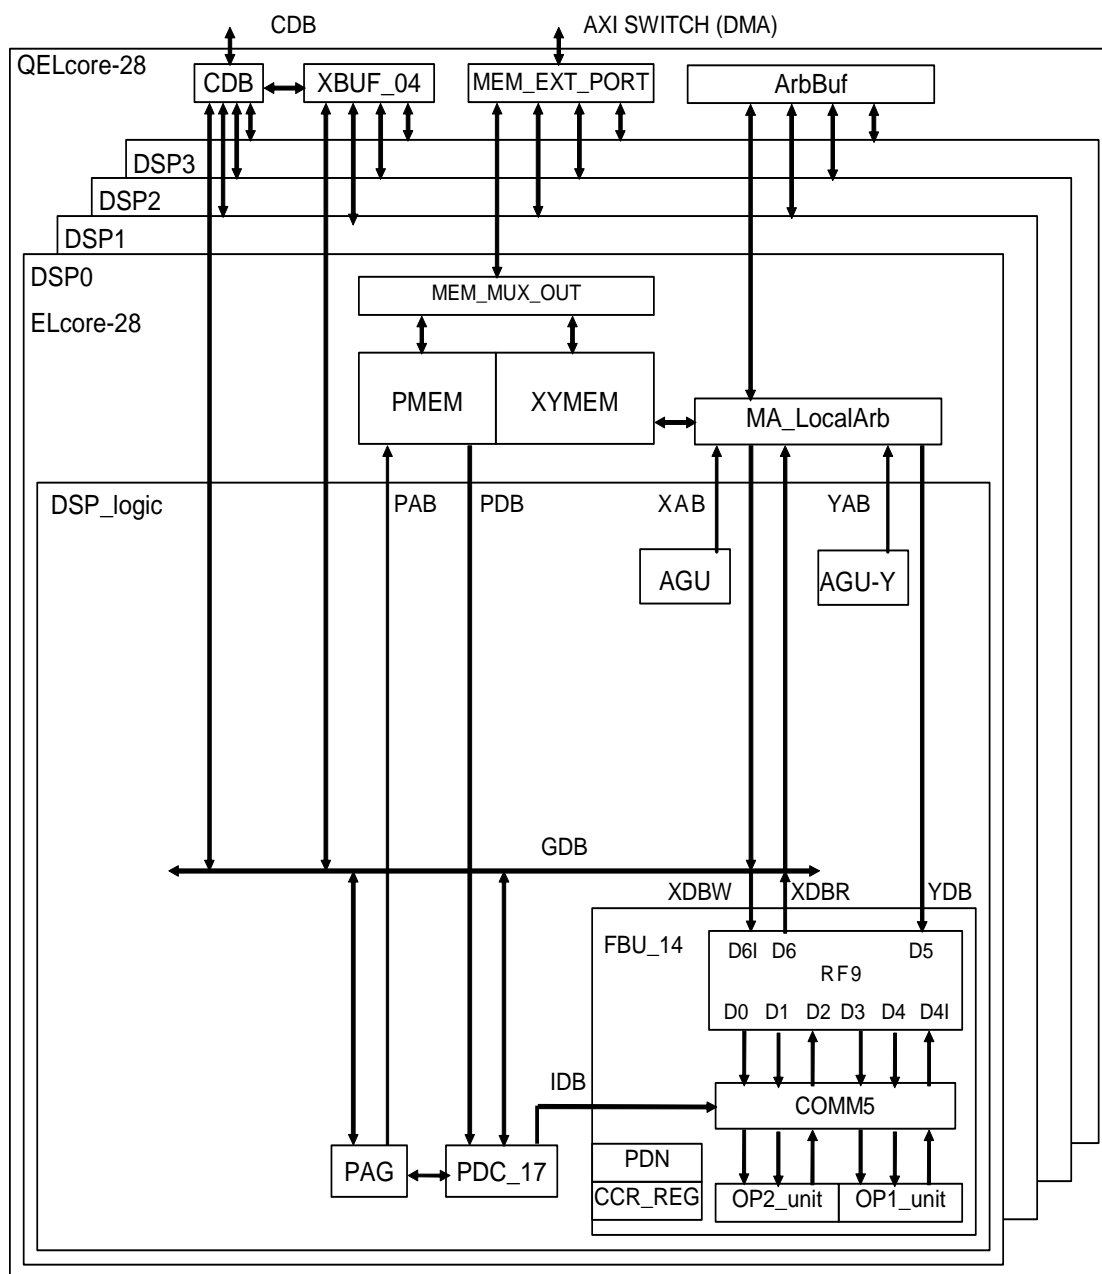 CDB AXI SWITCH (DMA)
QELcore-28
CDB XBUF_04 MEM_EXT_PORT ArbBuf
DSP3
DSP2
DSP1
DSP0
MEM_MUX_OUT
ELcore-28
PMEM XYMEM MA_LocalArb
DSP_logic PAB PDB XAB YAB
AGU AGU-Y
GDB
XDBW XDBR YDB
FBU_14 D6I D6 D5
RF9
D0 D1 D2 D3 D4 D4I
IDB
COMM5
PAG PDC_17 PDN
CCR_REG OP2_unit OP1_unit